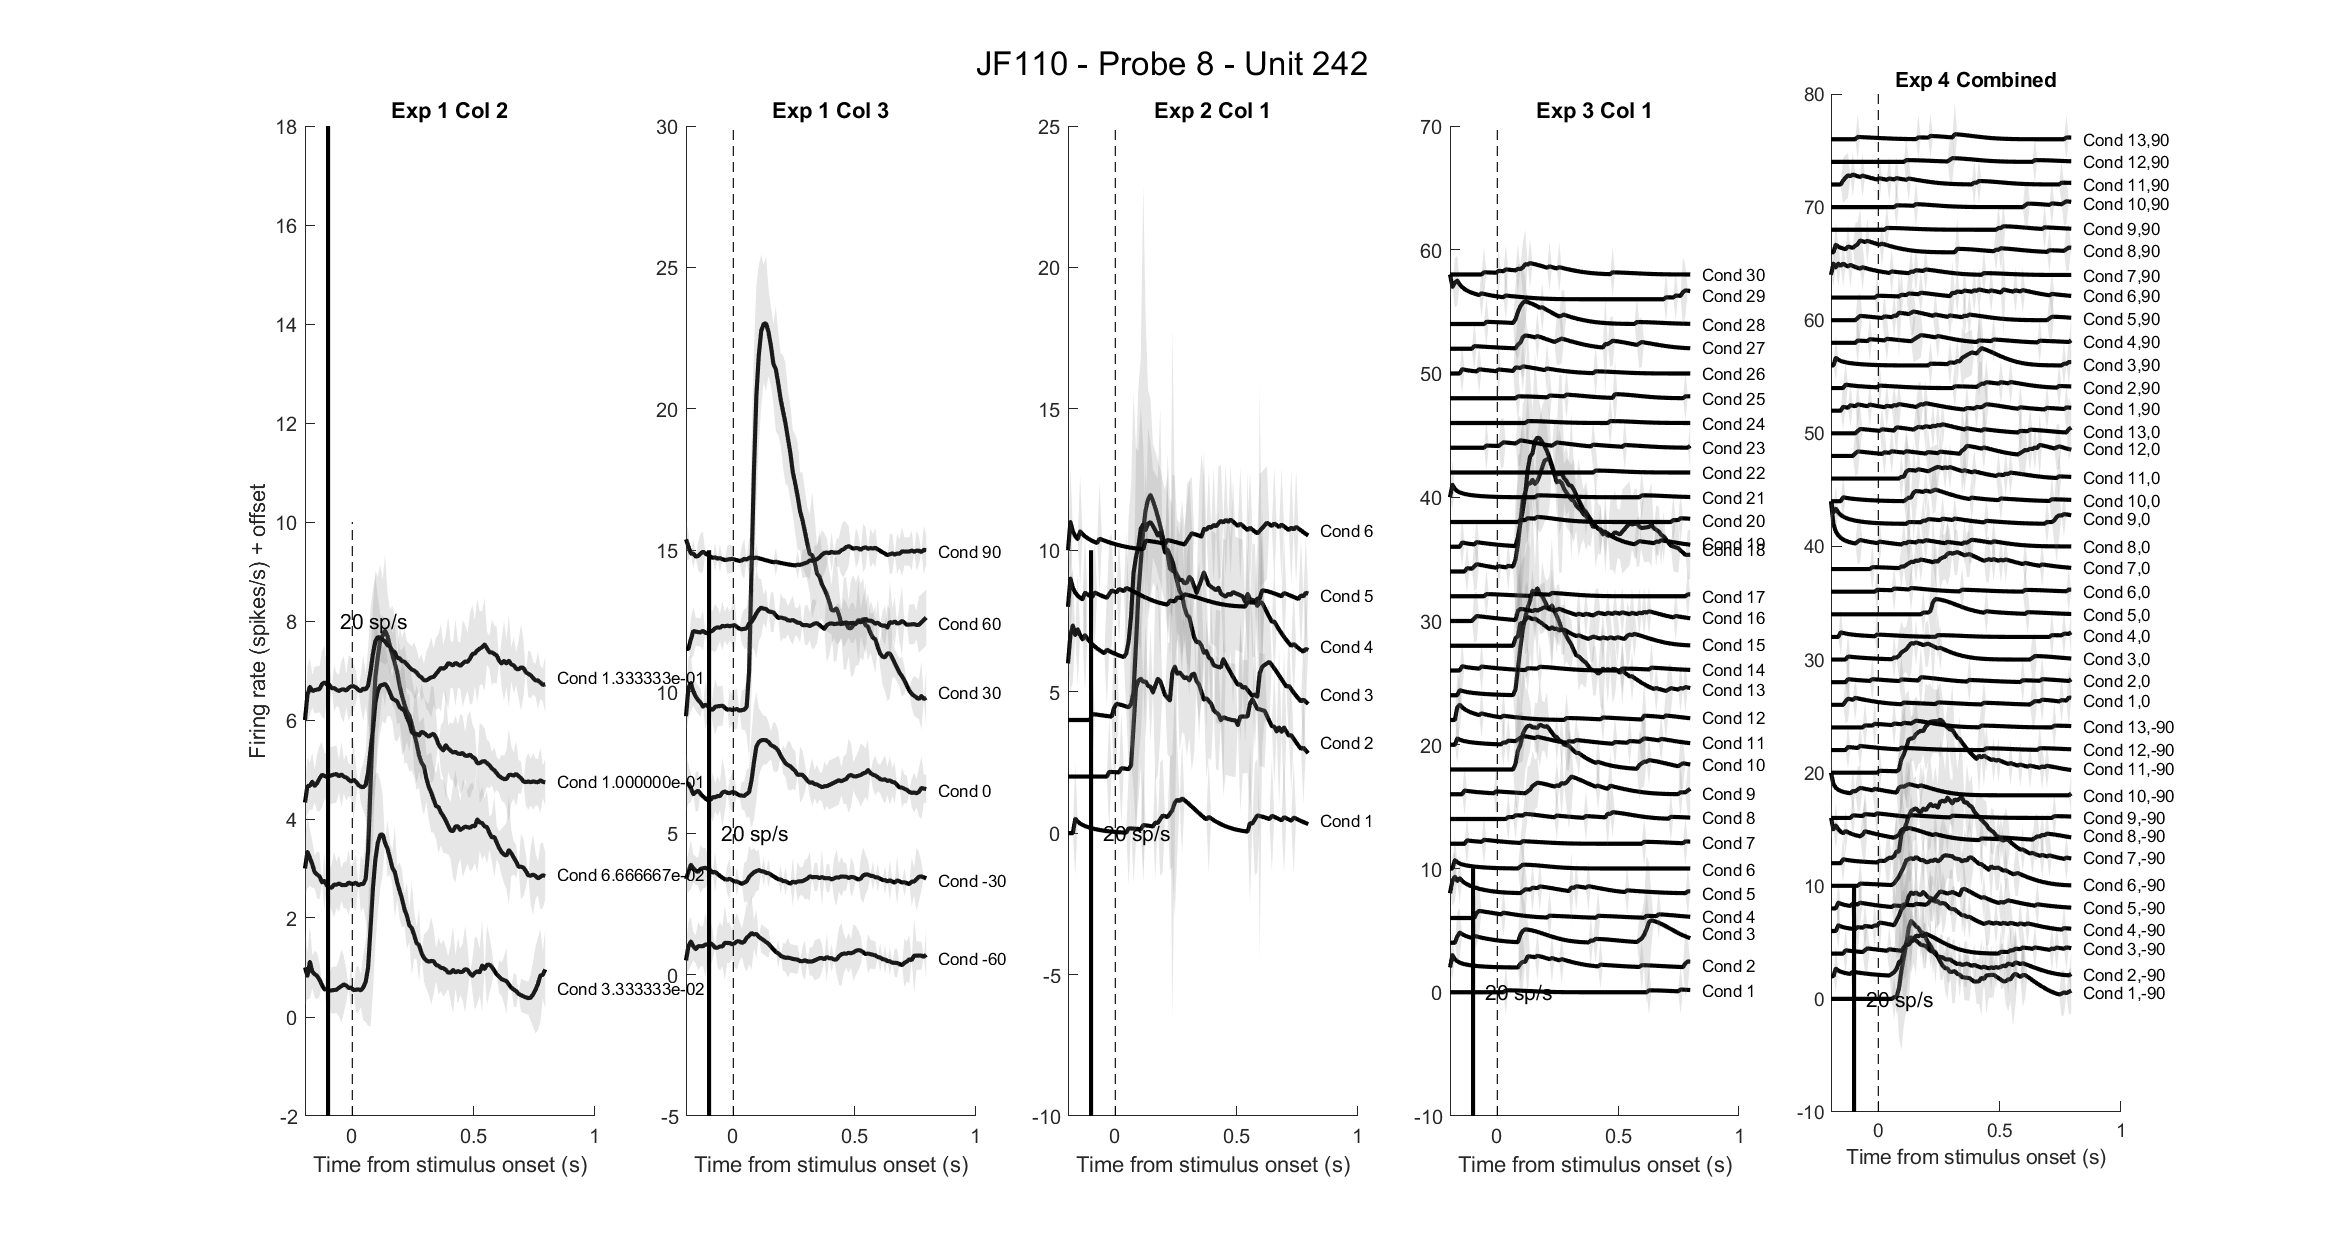 JF110 - Probe 8 - Unit 242
Exp 1 Col 2
Firing rate (spikes/s) + offset
18
16
14
12
10
8
6
4
2
0
-2
20 sp/s
Cond 1.333333e-01
Cond 1.000000e-01
Cond 6.666667e-02
Cond 3.333333e-02
0
0.5
1
Time from stimulus onset (s)
Exp 1 Col 3
30
25
20
15
10
5
0
-5
Cond 90
Cond 60
Cond 30
Cond 0
20 sp/s
Cond -30
Cond -60
0
0.5
1
Time from stimulus onset (s)
Exp 2 Col 1
25
20
15
10
5
0
-5
-10
Cond 6
Cond 5
Cond 4
Cond 3
Cond 2
Cond 1
20 sp/s
0
0.5
1
Time from stimulus onset (s)
Exp 3 Col 1
70
60
50
40
30
20
10
0
-10
Cond 30
Cond 29
Cond 28
Cond 27
Cond 26
Cond 25
Cond 24
Cond 23
Cond 22
Cond 21
Cond 20
Cond 19
Cond 18
Cond 17
Cond 16
Cond 15
Cond 14
Cond 13
Cond 12
Cond 11
Cond 10
Cond 9
Cond 8
Cond 7
Cond 6
Cond 5
Cond 4
Cond 3
Cond 2
Cond 1
20 sp/s
0
0.5
1
Time from stimulus onset (s)
Exp 4 Combined
80
70
60
50
40
30
20
10
0
-10
Cond 13,90
Cond 12,90
Cond 11,90
Cond 10,90
Cond 9,90
Cond 8,90
Cond 7,90
Cond 6,90
Cond 5,90
Cond 4,90
Cond 3,90
Cond 2,90
Cond 1,90
Cond 13,0
Cond 12,0
Cond 11,0
Cond 10,0
Cond 9,0
Cond 8,0
Cond 7,0
Cond 6,0
Cond 5,0
Cond 4,0
Cond 3,0
Cond 2,0
Cond 1,0
Cond 13,-90
Cond 12,-90
Cond 11,-90
Cond 10,-90
Cond 9,-90
Cond 8,-90
Cond 7,-90
Cond 6,-90
Cond 5,-90
Cond 4,-90
Cond 3,-90
Cond 2,-90
Cond 1,-90
20 sp/s
0
0.5
1
Time from stimulus onset (s)